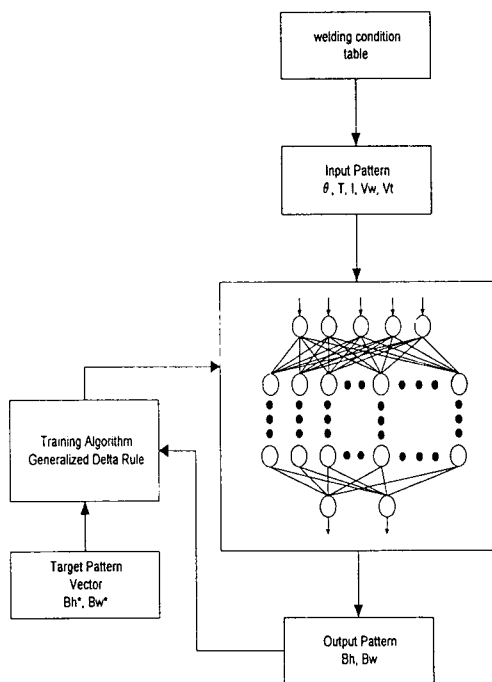 welding condition
table
Input Pattern
θ, T, I, Vw, Vt
Training Algorithm
Generalized Delta Rule
Target Pattern
Vector
Bh*, Bw*
Output Pattern
Bh, Bw